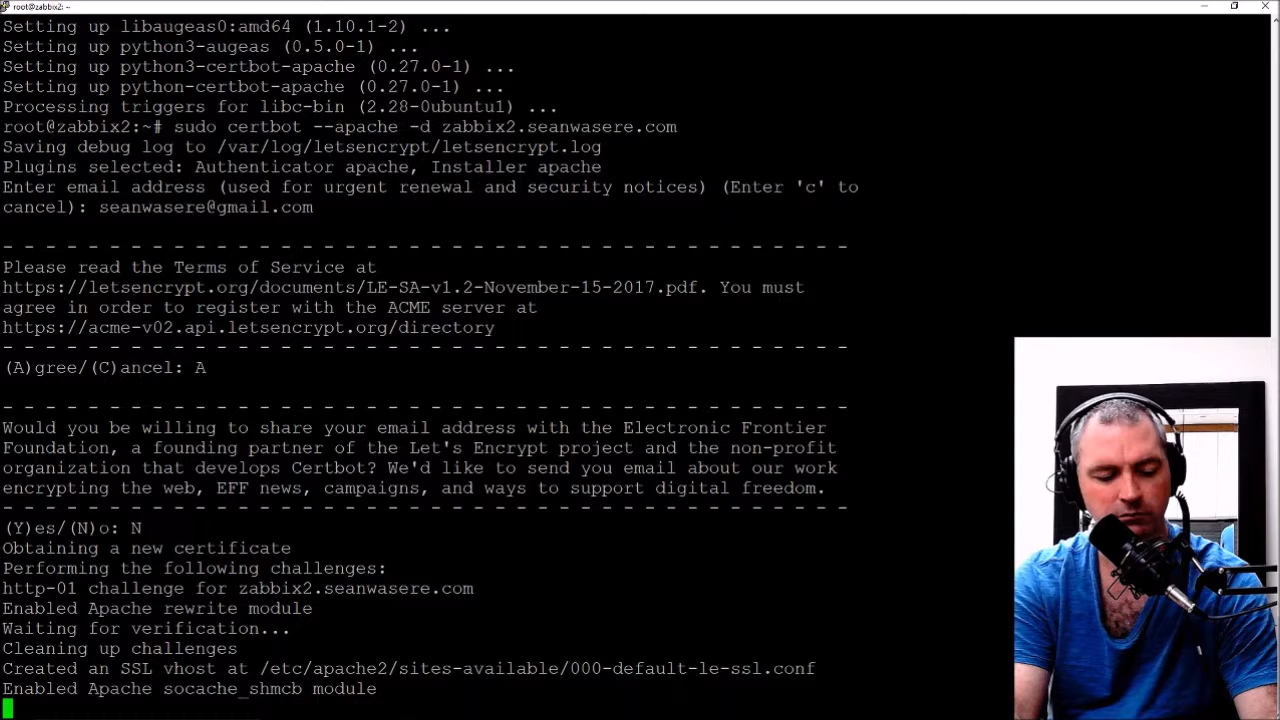 root@zabbix2: ~
Setting up libaugeas0:amd64 (1.10.1-2) ...
Setting up python3-augeas (0.5.0-1) ...
Setting up python3-certbot-apache (0.27.0-1) ...
Setting up python-certbot-apache (0.27.0-1) ...
Processing triggers for libc-bin (2.28-0ubuntu1) ...
root@zabbix2:~# sudo certbot --apache -d zabbix2.seanwasere.com
Saving debug log to /var/log/letsencrypt/letsencrypt.log
Plugins selected: Authenticator apache, Installer apache
Enter email address (used for urgent renewal and security notices) (Enter 'c' to
cancel): seanwasere@gmail.com
- - - - - - - - - - - - - - - - - - - - - - - - - - - - - - - - - - - - - - - -
Please read the Terms of Service at
https://letsencrypt.org/documents/LE-SA-v1.2-November-15-2017.pdf. You must
agree in order to register with the ACME server at
https://acme-v02.api.letsencrypt.org/directory
- - - - - - - - - - - - - - - - - - - - - - - - - - - - - - - - - - - - - - - -
(A)gree/(C)ancel: A
- - - - - - - - - - - - - - - - - - - - - - - - - - - - - - - - - - - - - - - -
Would you be willing to share your email address with the Electronic Frontier
Foundation, a founding partner of the Let's Encrypt project and the non-profit
organization that develops Certbot? We'd like to send you email about our work
encrypting the web, EFF news, campaigns, and ways to support digital freedom.
- - - - - - - - - - - - - - - - - - - - - - - - - - - - - - - - - - - - - - - -
(Y)es/(N)o: N
Obtaining a new certificate
Performing the following challenges:
http-01 challenge for zabbix2.seanwasere.com
Enabled Apache rewrite module
Waiting for verification...
Cleaning up challenges
Created an SSL vhost at /etc/apache2/sites-available/000-default-le-ssl.conf
Enabled Apache socache_shmcb module